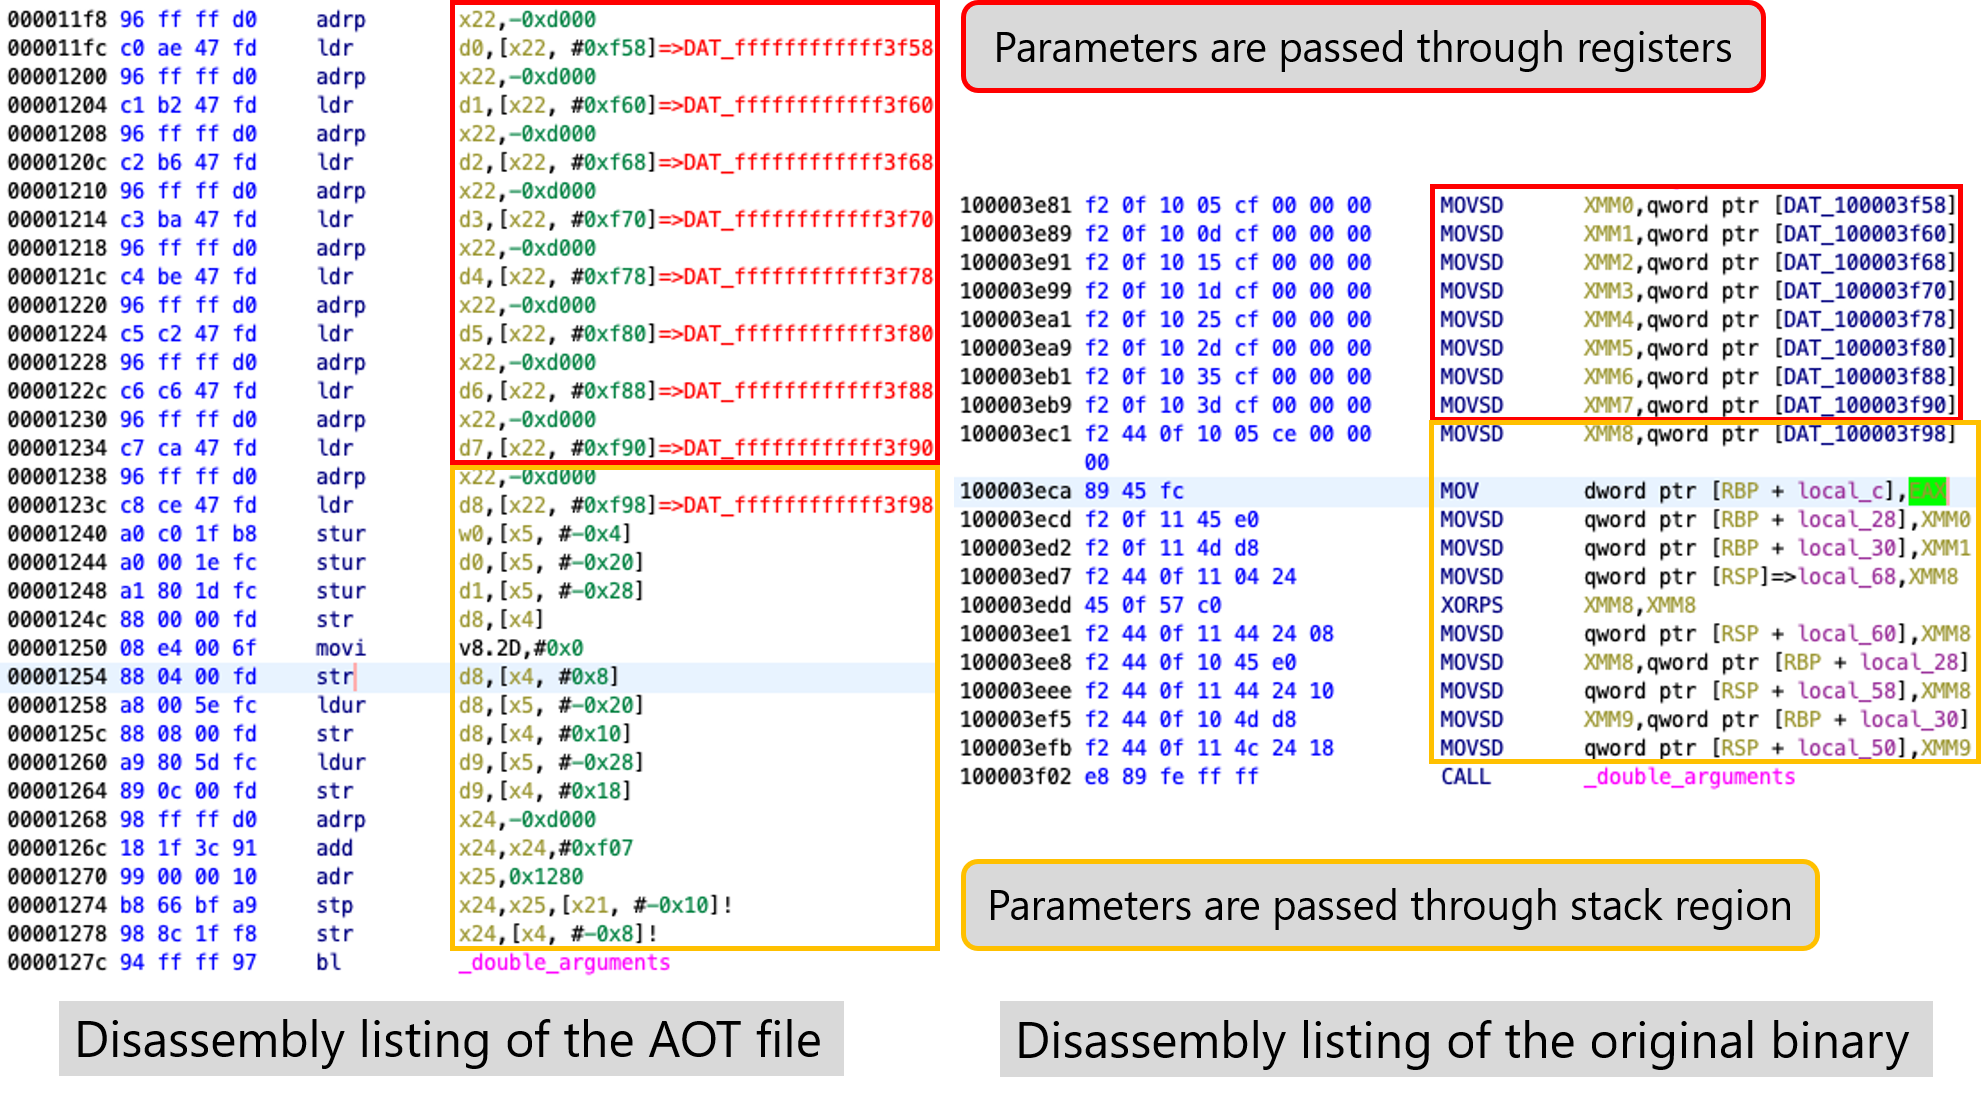 000011f8 96 ff ff d0 adrp x22,-0xd000
000011fc c0 ae 47 fd ldr d0,[x22, #0xf58]=>DAT_ffffffffffff3f58
00001200 96 ff ff d0 adrp x22,-0xd000
00001204 c1 b2 47 fd ldr d1,[x22, #0xf60]=>DAT_ffffffffffff3f60
00001208 96 ff ff d0 adrp x22,-0xd000
0000120c c2 b6 47 fd ldr d2,[x22, #0xf68]=>DAT_ffffffffffff3f68
00001210 96 ff ff d0 adrp x22,-0xd000
00001214 c3 ba 47 fd ldr d3,[x22, #0xf70]=>DAT_ffffffffffff3f70
00001218 96 ff ff d0 adrp x22,-0xd000
0000121c c4 be 47 fd ldr d4,[x22, #0xf78]=>DAT_ffffffffffff3f78
00001220 96 ff ff d0 adrp x22,-0xd000
00001224 c5 c2 47 fd ldr d5,[x22, #0xf80]=>DAT_ffffffffffff3f80
00001228 96 ff ff d0 adrp x22,-0xd000
0000122c c6 c6 47 fd ldr d6,[x22, #0xf88]=>DAT_ffffffffffff3f88
00001230 96 ff ff d0 adrp x22,-0xd000
00001234 c7 ca 47 fd ldr d7,[x22, #0xf90]=>DAT_ffffffffffff3f90
00001238 96 ff ff d0 adrp x22,-0xd000
0000123c c8 ce 47 fd ldr d8,[x22, #0xf98]=>DAT_ffffffffffff3f98
00001240 a0 c0 1f b8 stur w0,[x5, #-0x4]
00001244 a0 00 1e fc stur d0,[x5, #-0x20]
00001248 a1 80 1d fc stur d1,[x5, #-0x28]
0000124c 88 00 00 fd str d8,[x4]
00001250 08 e4 00 6f movi v8.2D,#0x0
00001254 88 04 00 fd str d8,[x4, #0x8]
00001258 a8 00 5e fc ldur d8,[x5, #-0x20]
0000125c 88 08 00 fd str d8,[x4, #0x10]
00001260 a9 80 5d fc ldur d9,[x5, #-0x28]
00001264 89 0c 00 fd str d9,[x4, #0x18]
00001268 98 ff ff d0 adrp x24,-0xd000
0000126c 18 1f 3c 91 add x24,x24,#0xf07
00001270 99 00 00 10 adr x25,0x1280
00001274 b8 66 bf a9 stp x24,x25,[x21, #-0x10]!
00001278 98 8c 1f f8 str x24,[x4, #-0x8]!
0000127c 94 ff ff 97 bl _double_arguments
Disassembly listing of the AOT file
Parameters are passed through registers
100003e81 f2 0f 10 05 cf 00 00 00 MOVSD XMM0,qword ptr [DAT_100003f58]
100003e89 f2 0f 10 0d cf 00 00 00 MOVSD XMM1,qword ptr [DAT_100003f60]
100003e91 f2 0f 10 15 cf 00 00 00 MOVSD XMM2,qword ptr [DAT_100003f68]
100003e99 f2 0f 10 1d cf 00 00 00 MOVSD XMM3,qword ptr [DAT_100003f70]
100003ea1 f2 0f 10 25 cf 00 00 00 MOVSD XMM4,qword ptr [DAT_100003f78]
100003ea9 f2 0f 10 2d cf 00 00 00 MOVSD XMM5,qword ptr [DAT_100003f80]
100003eb1 f2 0f 10 35 cf 00 00 00 MOVSD XMM6,qword ptr [DAT_100003f88]
100003eb9 f2 0f 10 3d cf 00 00 00 MOVSD XMM7,qword ptr [DAT_100003f90]
100003ec1 f2 44 0f 10 05 ce 00 00 MOVSD XMM8,qword ptr [DAT_100003f98]
00
100003eca 89 45 fc MOV dword ptr [RBP + local_c],EAX
100003ecd f2 0f 11 45 e0 MOVSD qword ptr [RBP + local_28],XMM0
100003ed2 f2 0f 11 4d d8 MOVSD qword ptr [RBP + local_30],XMM1
100003ed7 f2 44 0f 11 04 24 MOVSD qword ptr [RSP]=>local_68,XMM8
100003edd 45 0f 57 c0 XORPS XMM8,XMM8
100003ee1 f2 44 0f 11 44 24 08 MOVSD qword ptr [RSP + local_60],XMM8
100003ee8 f2 44 0f 10 45 e0 MOVSD XMM8,qword ptr [RBP + local_28]
100003eee f2 44 0f 11 44 24 10 MOVSD qword ptr [RSP + local_58],XMM8
100003ef5 f2 44 0f 10 4d d8 MOVSD XMM9,qword ptr [RBP + local_30]
100003efb f2 44 0f 11 4c 24 18 MOVSD qword ptr [RSP + local_50],XMM9
100003f02 e8 89 fe ff ff CALL _double_arguments
Parameters are passed through stack region
Disassembly listing of the original binary